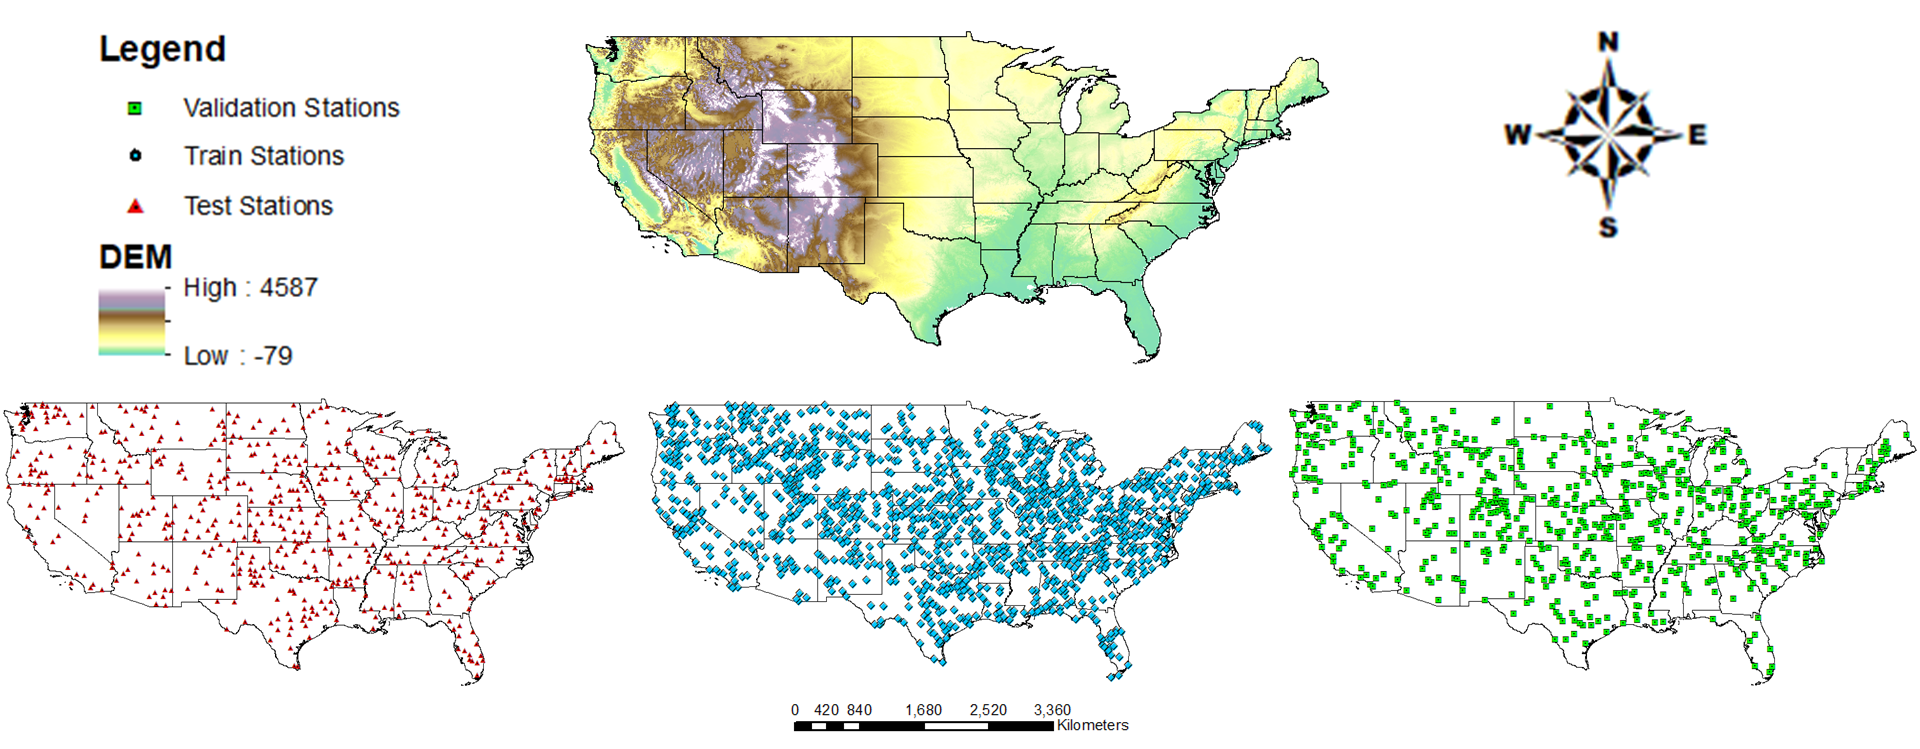 Legend
Validation Stations
Train Stations
Test Stations
DEM
High : 4587
Low : -79
N
W E
S
0 420 840 1,680 2,520 3,360
Kilometers